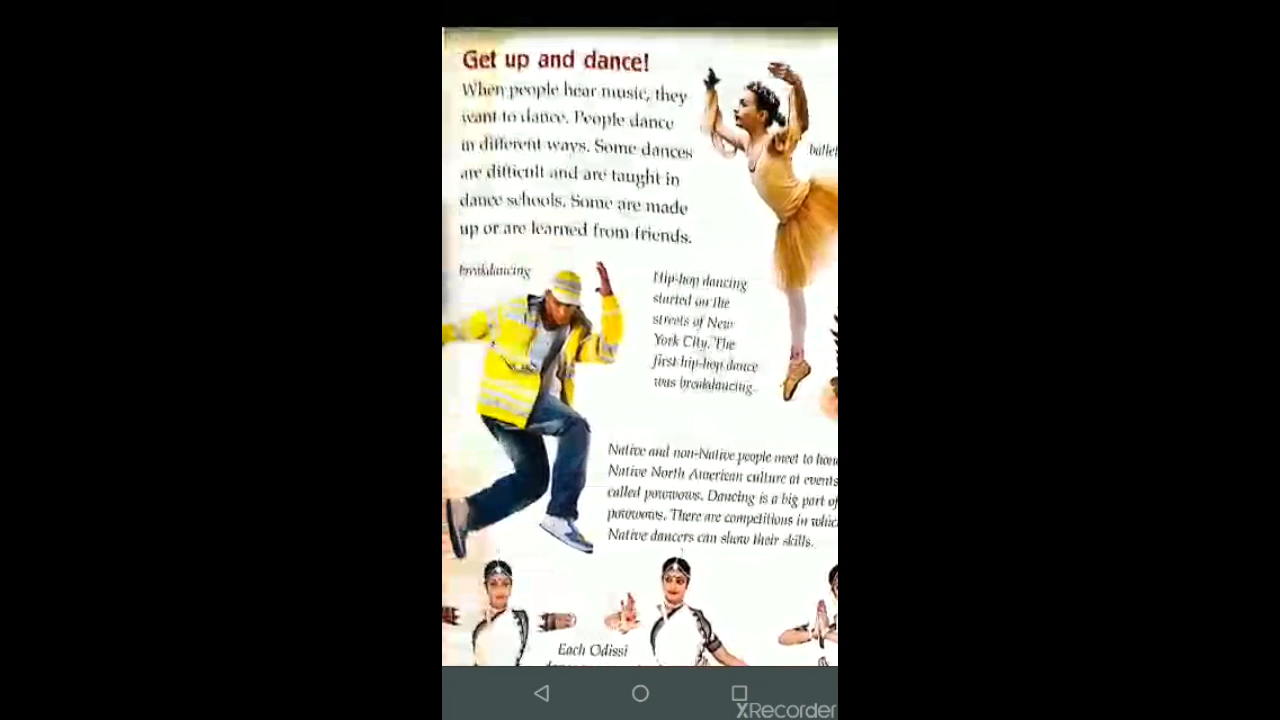 Get up and dance!
When people hear music, they
want to dance. People dance
in different ways. Some dances
are difficult and are taught in
dance schools. Some are made
up or are learned from friends.
ballet
breakdancing
Hip-hop dancing
started on the
streets of New
York City. The
first hip-hop dance
was breakdancing.
Native and non-Native people meet to
Native North American culture at events
called powwows. Dancing is a big part of
powwows. There are competitions in
Native dancers can show their skills.
Each Odissi
XRecorder